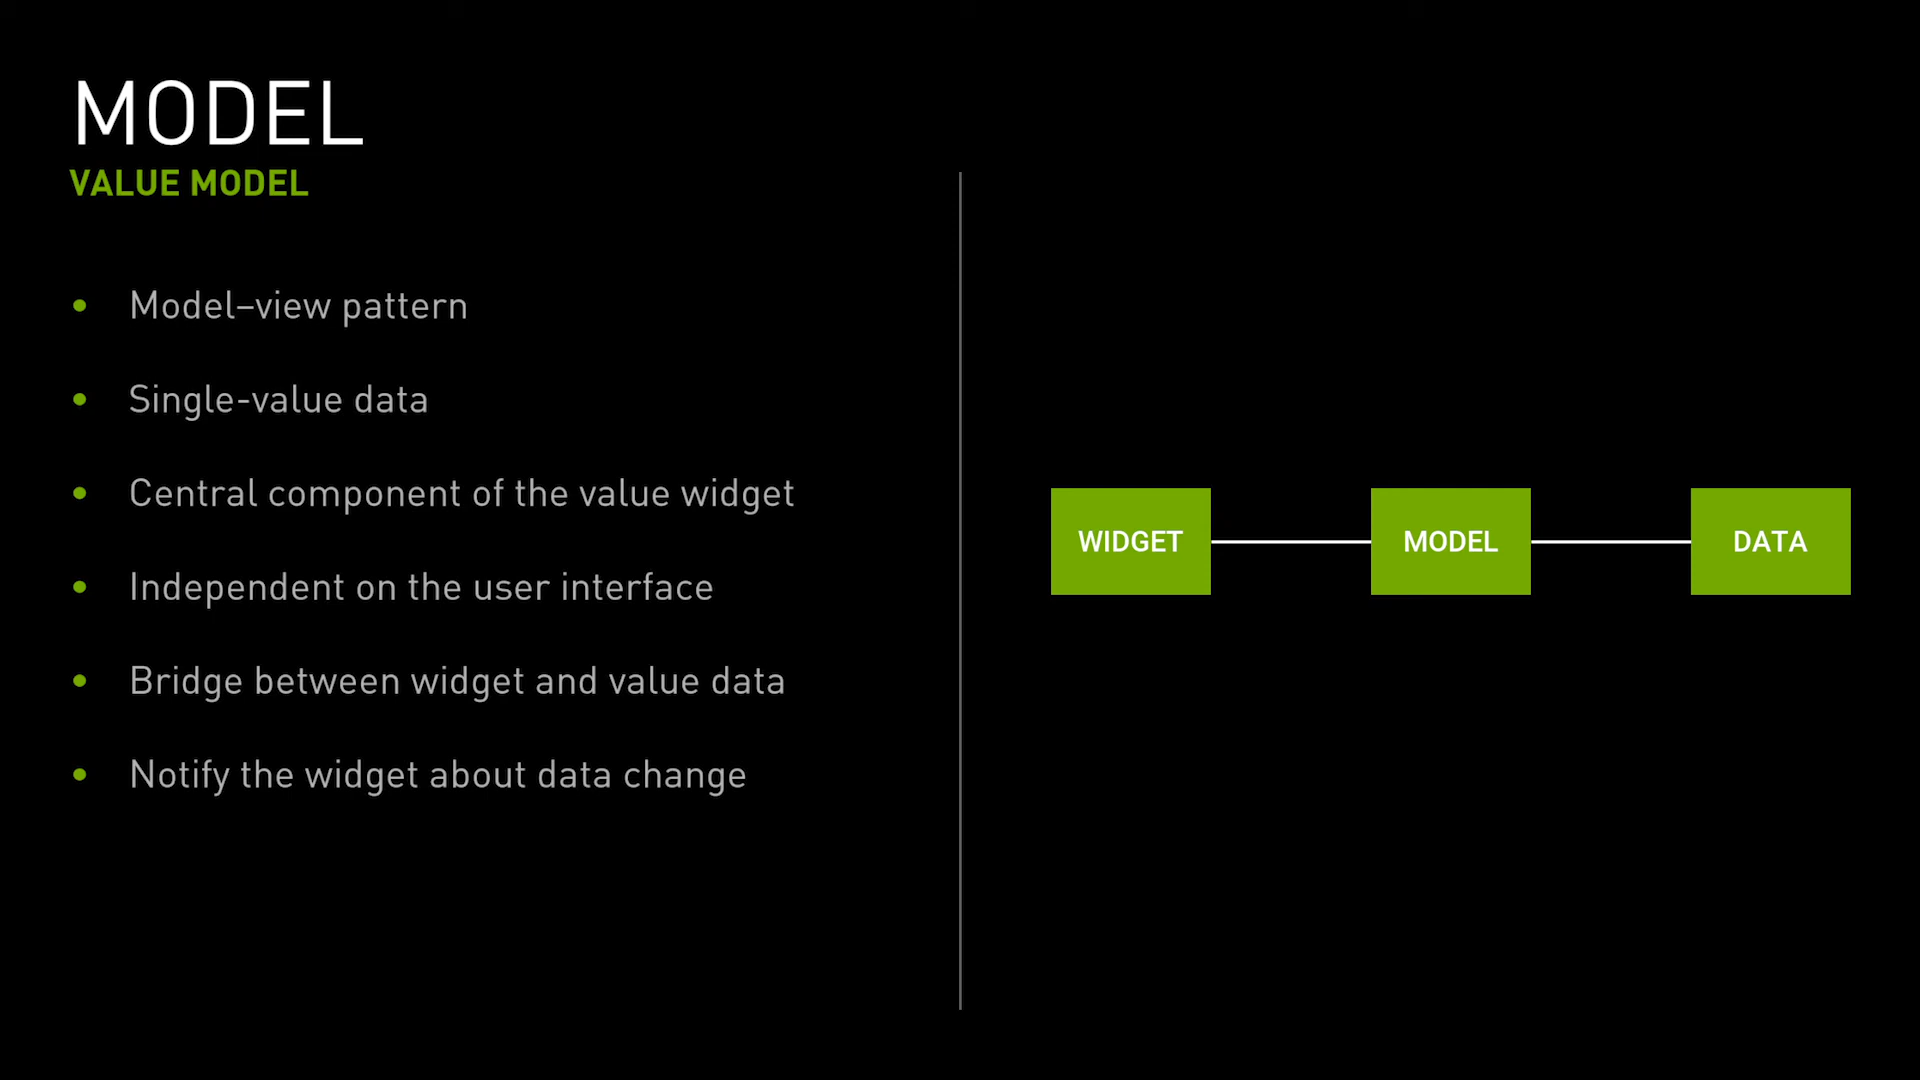 MODEL
VALUE MODEL
• Model–view pattern
• Single-value data
• Central component of the value widget
• Independent on the user interface
• Bridge between widget and value data
• Notify the widget about data change
WIDGET
MODEL
DATA